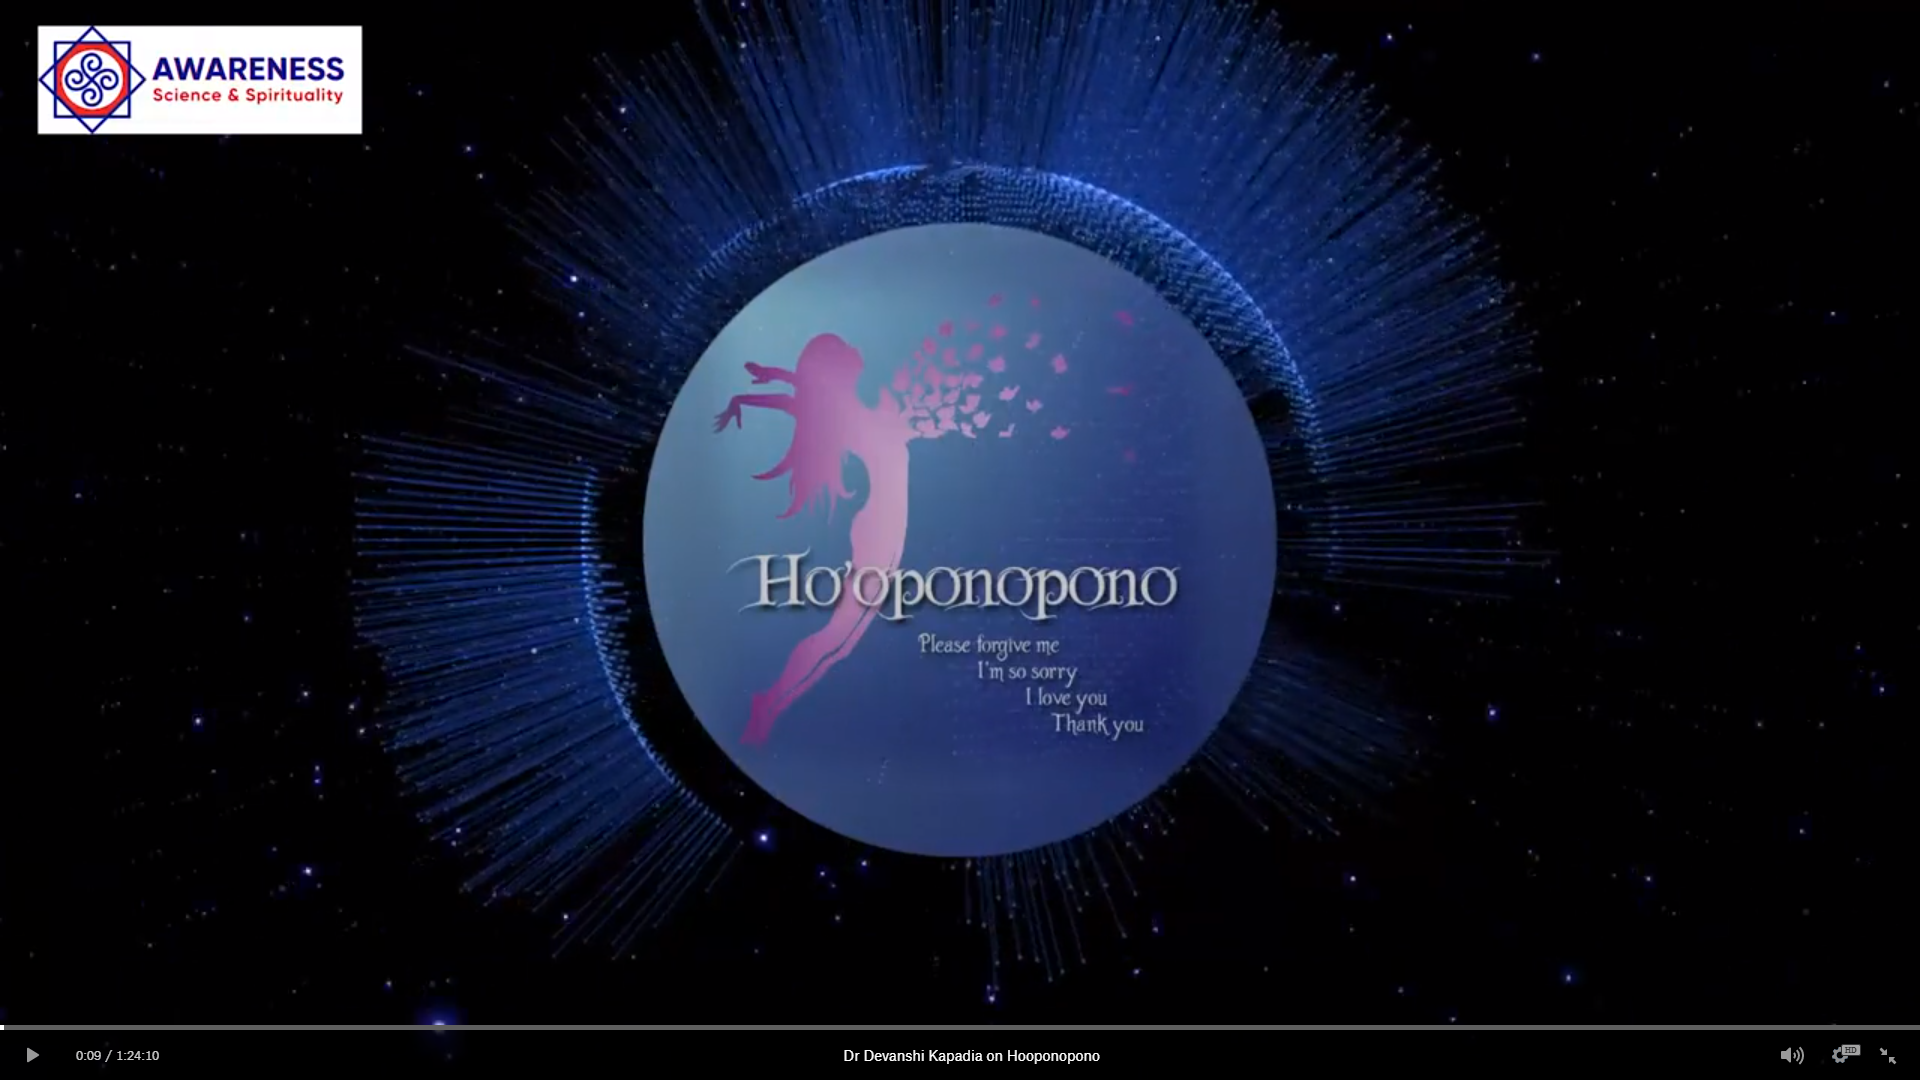 AWARENESS
Science & Spirituality
Ho'oponopono
Please forgive me
I'm so sorry
I love you
Thank you
0:09 / 1:24:10
Dr Devanshi Kapadia on Hooponopono
HD